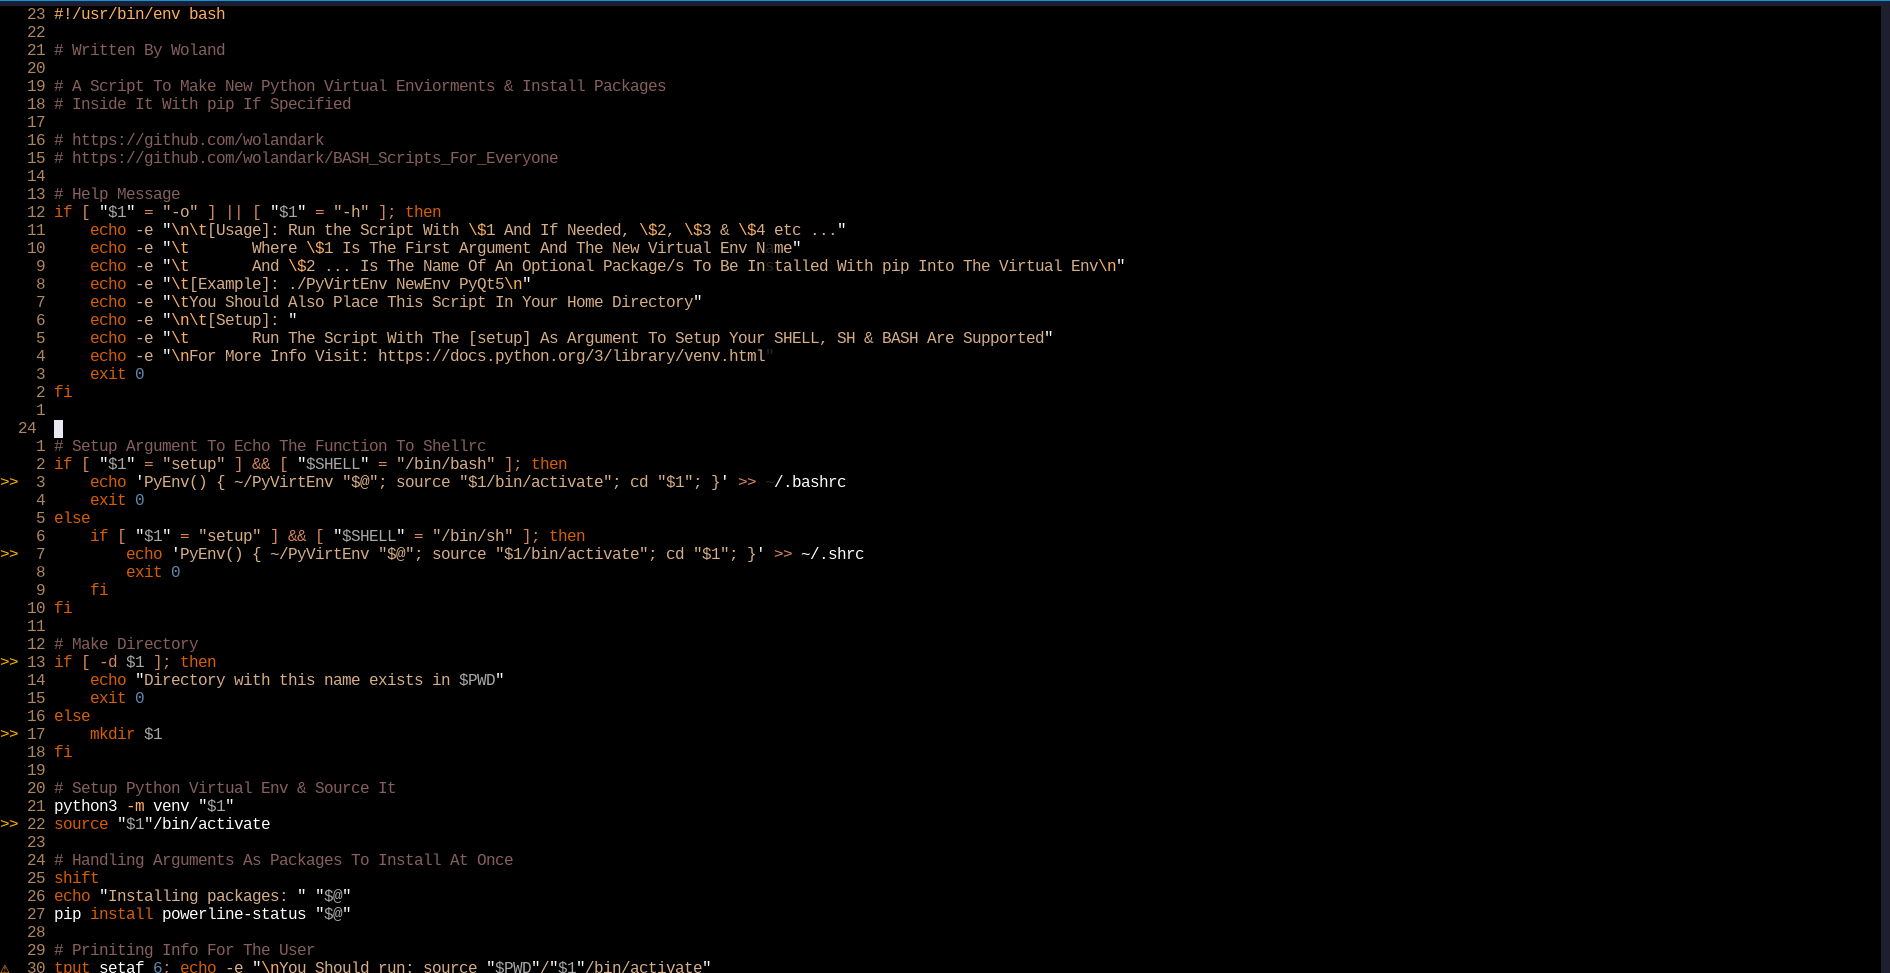 23 #!/usr/bin/env bash
22
21 # Written By Woland
20
19 # A Script To Make New Python Virtual Enviorments & Install Packages
18 # Inside It With pip If Specified
17
16 # https://github.com/wolandark
15 # https://github.com/wolandark/BASH_Scripts_For_Everyone
14
13 # Help Message
12 if [ "$1" = "-o" ] || [ "$1" = "-h" ]; then
11     echo -e "\n\t[Usage]: Run the Script With \$1 And If Needed, \$2, \$3 & \$4 etc ..."
10     echo -e "\t       Where \$1 Is The First Argument And The New Virtual Env Name"
9     echo -e "\t       And \$2 ... Is The Name Of An Optional Package/s To Be Installed With pip Into The Virtual Env\n"
8     echo -e "\t[Example]: ./PyVirtEnv NewEnv PyQt5\n"
7     echo -e "\tYou Should Also Place This Script In Your Home Directory"
6     echo -e "\n\t[Setup]: "
5     echo -e "\t       Run The Script With The [setup] As Argument To Setup Your SHELL, SH & BASH Are Supported"
4     echo -e "\nFor More Info Visit: https://docs.python.org/3/library/venv.html"
3     exit 0
2 fi
1
24
1 # Setup Argument To Echo The Function To Shellrc
2 if [ "$1" = "setup" ] && [ "$SHELL" = "/bin/bash" ]; then
>> 3     echo 'PyEnv() { ~/PyVirtEnv "$@"; source "$1/bin/activate"; cd "$1"; }' >> ~/.bashrc
4     exit 0
5 else
6     if [ "$1" = "setup" ] && [ "$SHELL" = "/bin/sh" ]; then
>> 7         echo 'PyEnv() { ~/PyVirtEnv "$@"; source "$1/bin/activate"; cd "$1"; }' >> ~/.shrc
8         exit 0
9     fi
10 fi
11
12 # Make Directory
>> 13 if [ -d $1 ]; then
14     echo "Directory with this name exists in $PWD"
15     exit 0
16 else
>> 17     mkdir $1
18 fi
19
20 # Setup Python Virtual Env & Source It
21 python3 -m venv "$1"
>> 22 source "$1"/bin/activate
23
24 # Handling Arguments As Packages To Install At Once
25 shift
26 echo "Installing packages: " "$@"
27 pip install powerline-status "$@"
28
29 # Priniting Info For The User
⚠ 30 tput setaf 6; echo -e "\nYou Should run: source "$PWD"/"$1"/bin/activate"